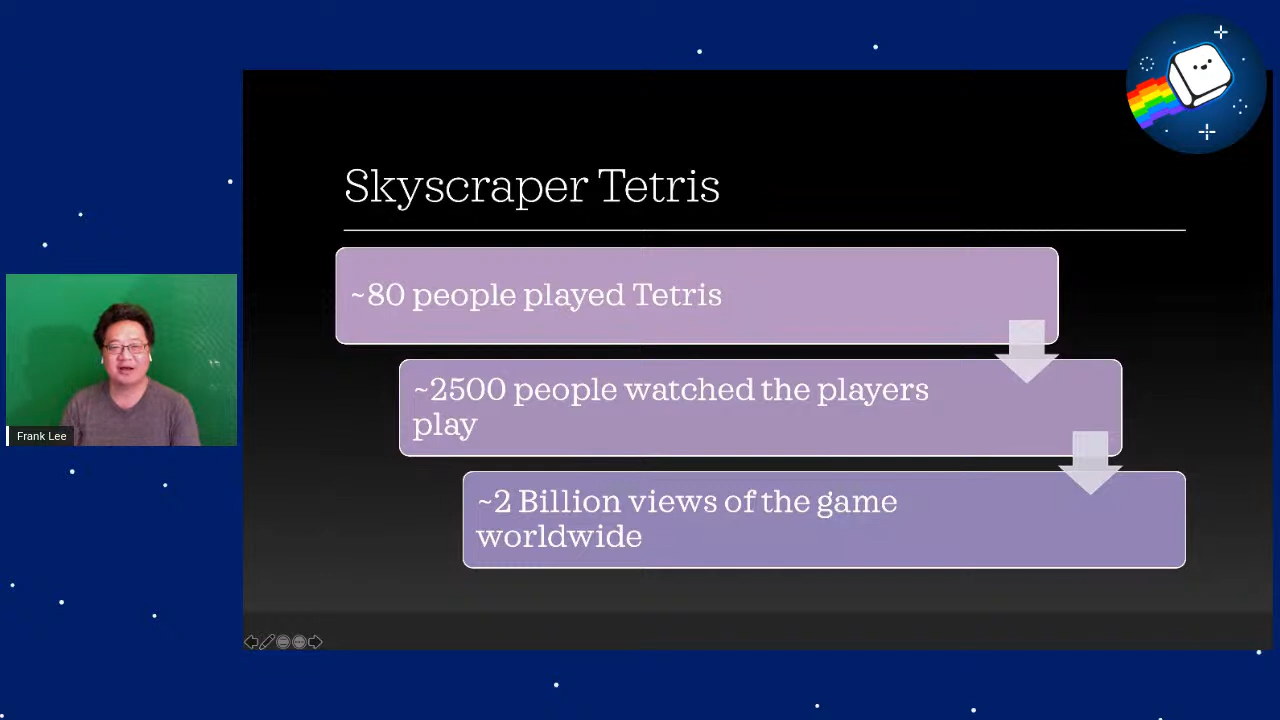 Skyscraper Tetris
~80 people played Tetris
~2500 people watched the players
play
~2 Billion views of the game
worldwide
Frank Lee